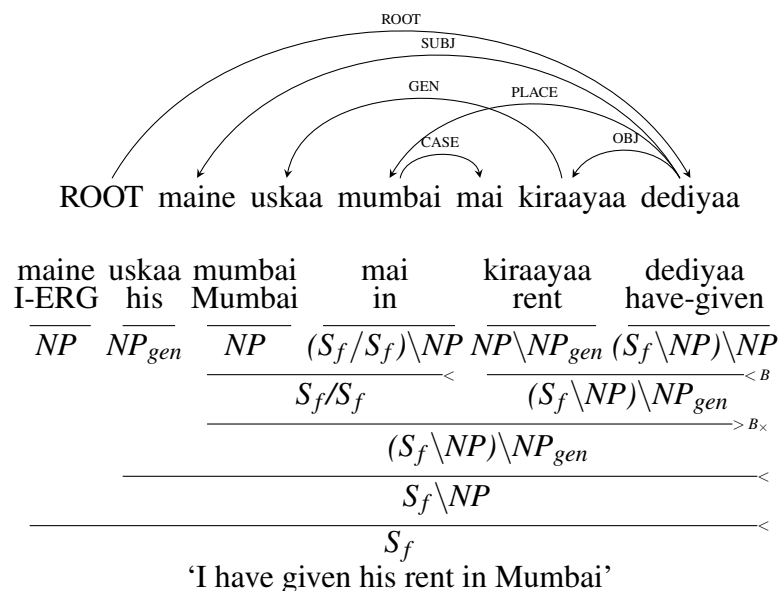 ROOT
SUBJ
GEN PLACE
CASE OBJ
ROOT maine uskaa mumbai mai kiraayaa dediyaa
maine uskaa mumbai mai kiraayaa dediyaa
I-ERG his Mumbai in rent have-given
NP NP_gen NP (S_f/S_f)\NP NP\NP_gen (S_f\NP)\NP
< <B
S_f/S_f (S_f\NP)\NP_gen
>B×
(S_f\NP)\NP_gen
<
S_f\NP
<
S_f
‘I have given his rent in Mumbai’